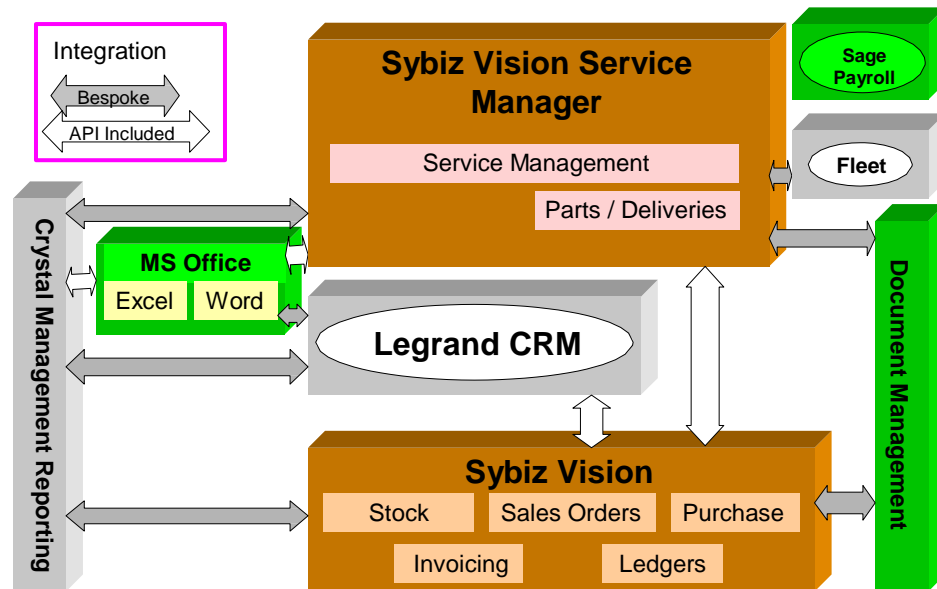 Integration
Bespoke
API Included
Sybiz Vision Service
Manager
Service Management
Parts / Deliveries
Sage
Payroll
Fleet
Crystal Management Reporting
MS Office
Excel
Word
Legrand CRM
Document Management
Sybiz Vision
Stock
Sales Orders
Purchase
Invoicing
Ledgers